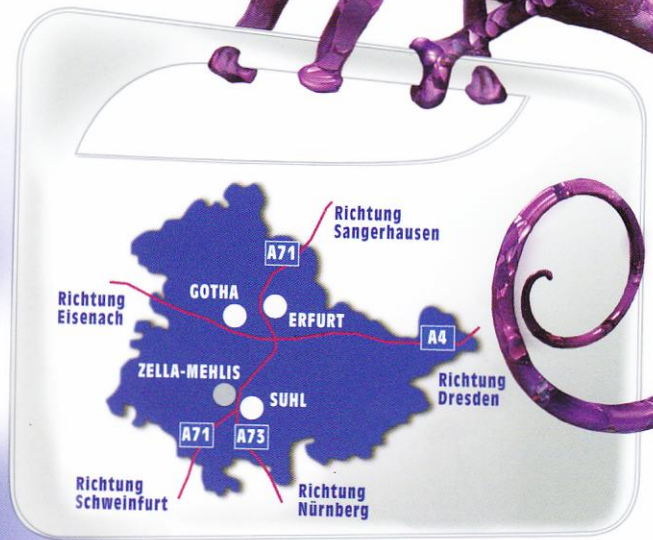 Richtung
Sangerhausen
A71
GOTHA
Richtung
Eisenach
ERFURT
A4
ZELLA-MEHLIS
Richtung
Dresden
SUHL
A71
A73
Richtung
Schweinfurt
Richtung
Nürnberg